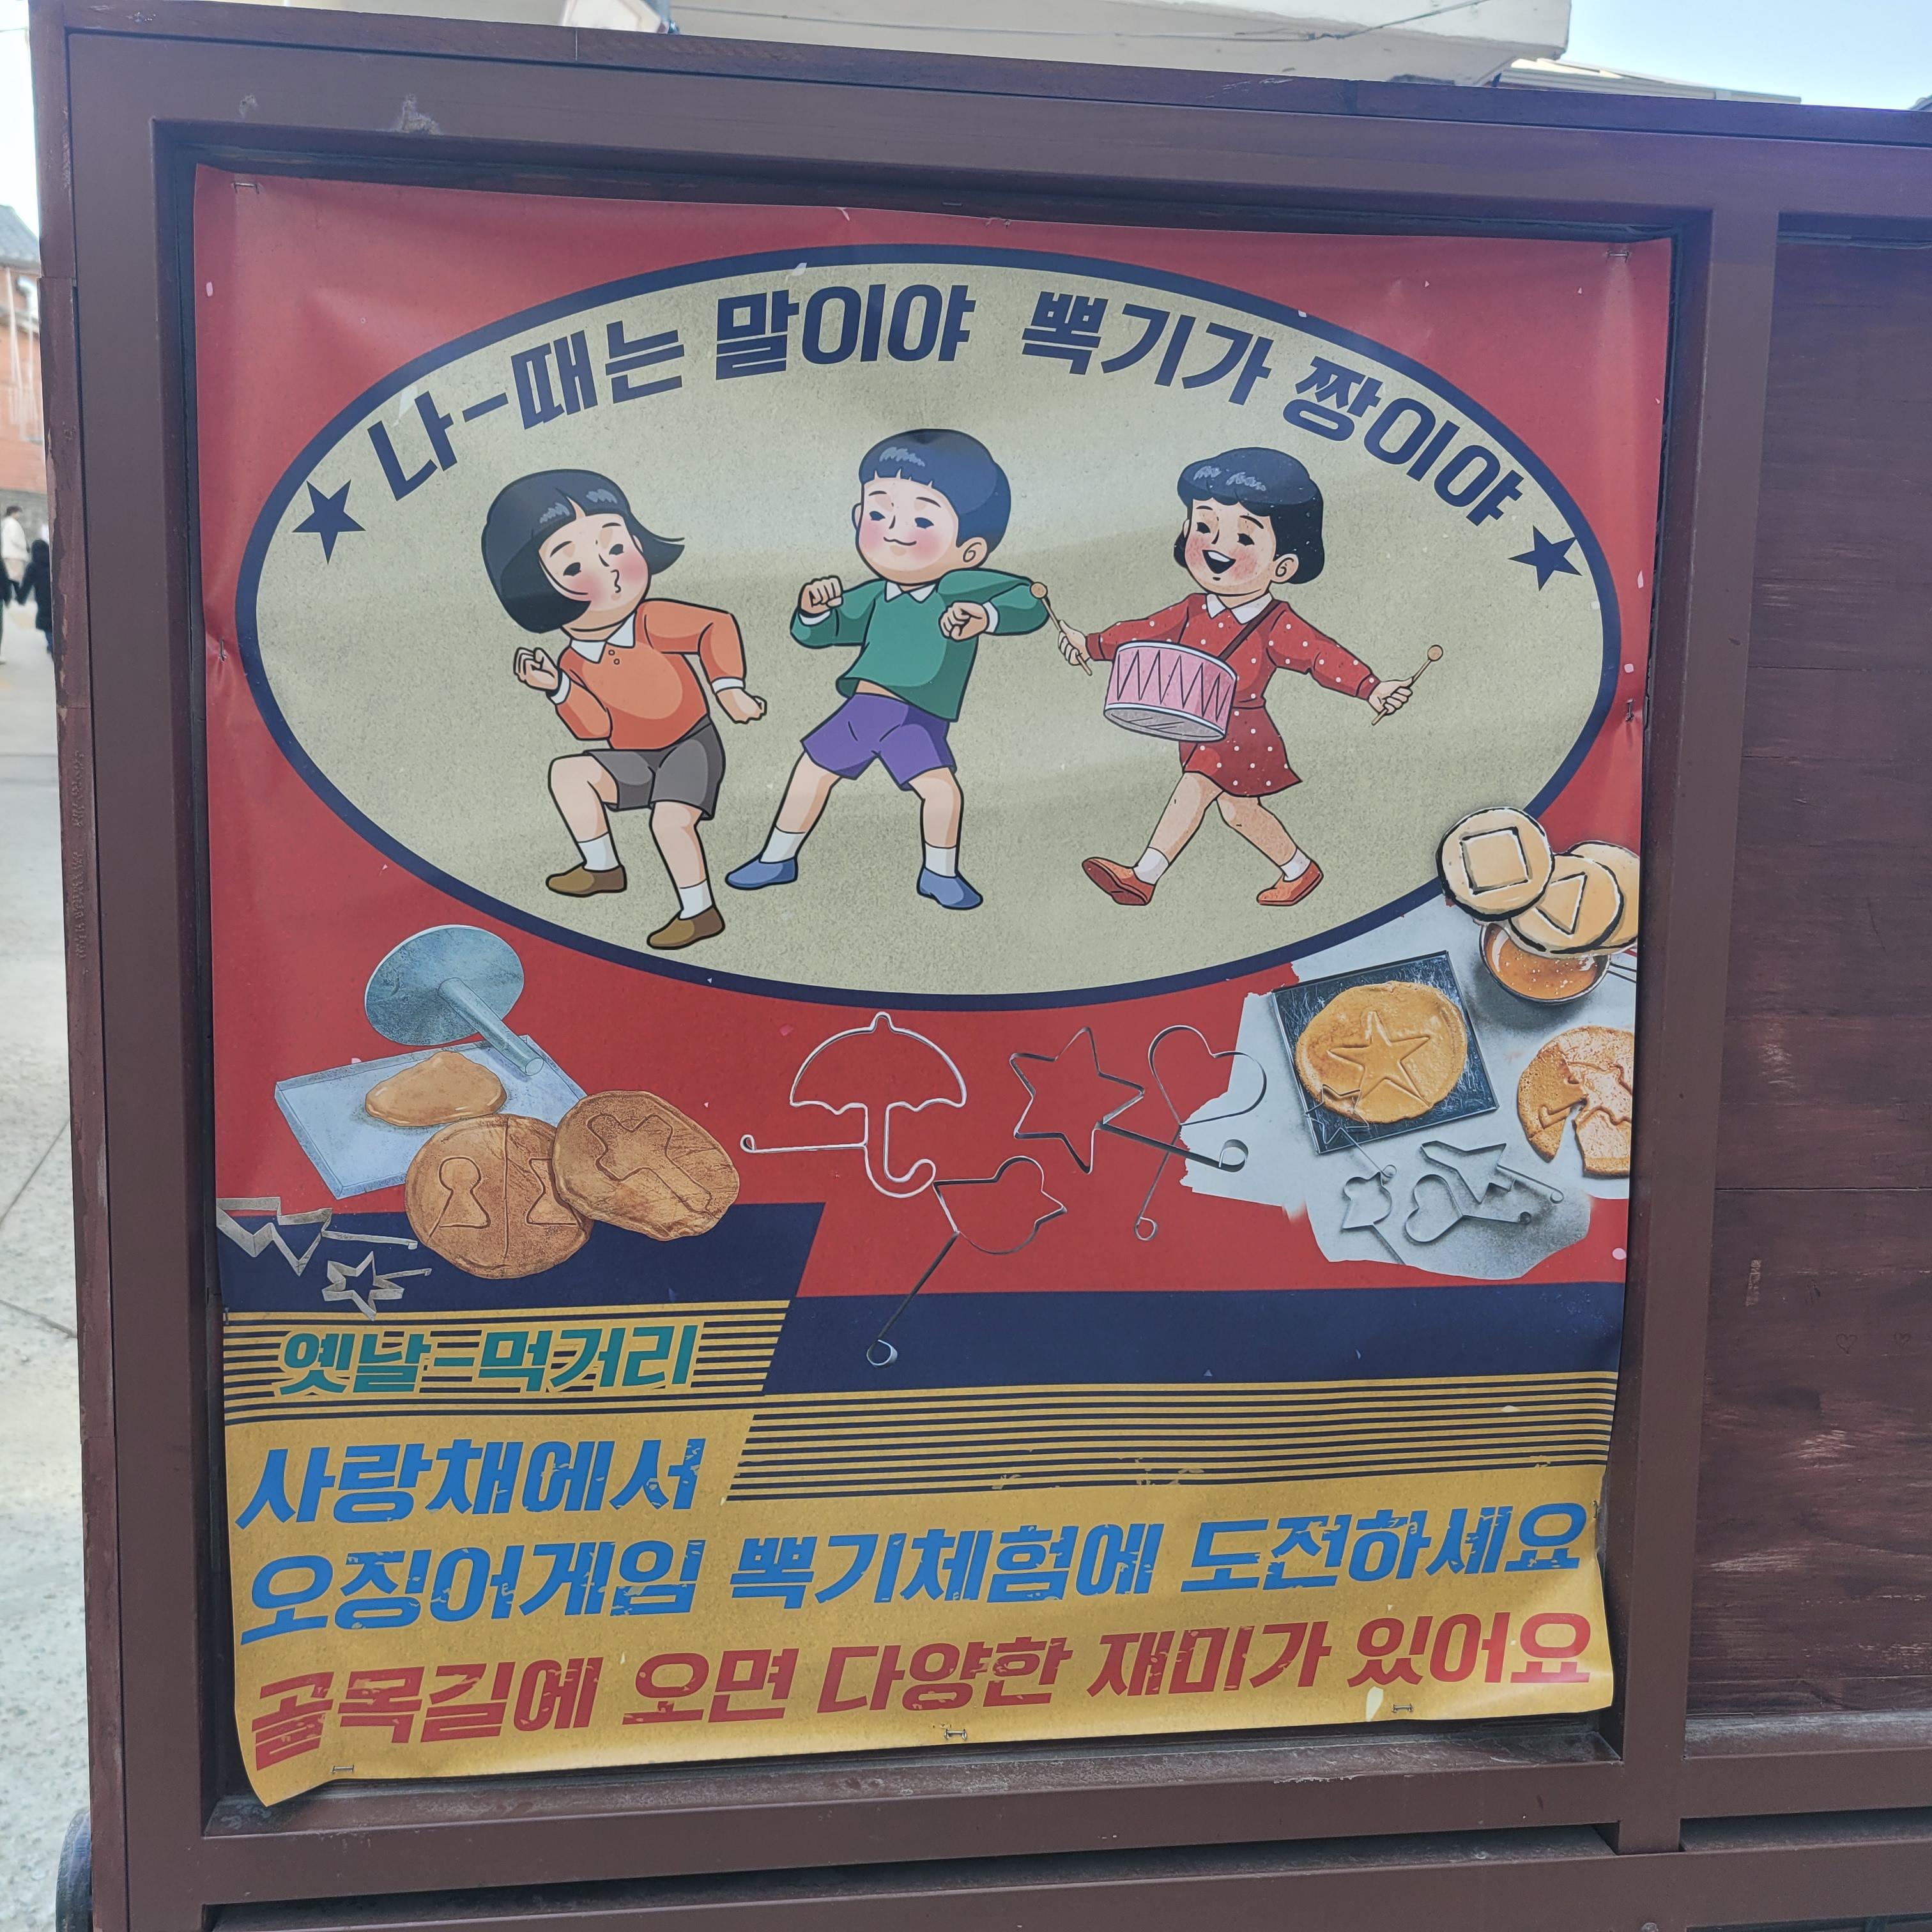 ★ 나-때는 말이야 뽁기가 짱이야 ★
옛날-먹거리
사랑채에서
오징어게임 뽁기체험에 도전하세요
골목길에 오면 다양한 재미가 있어요